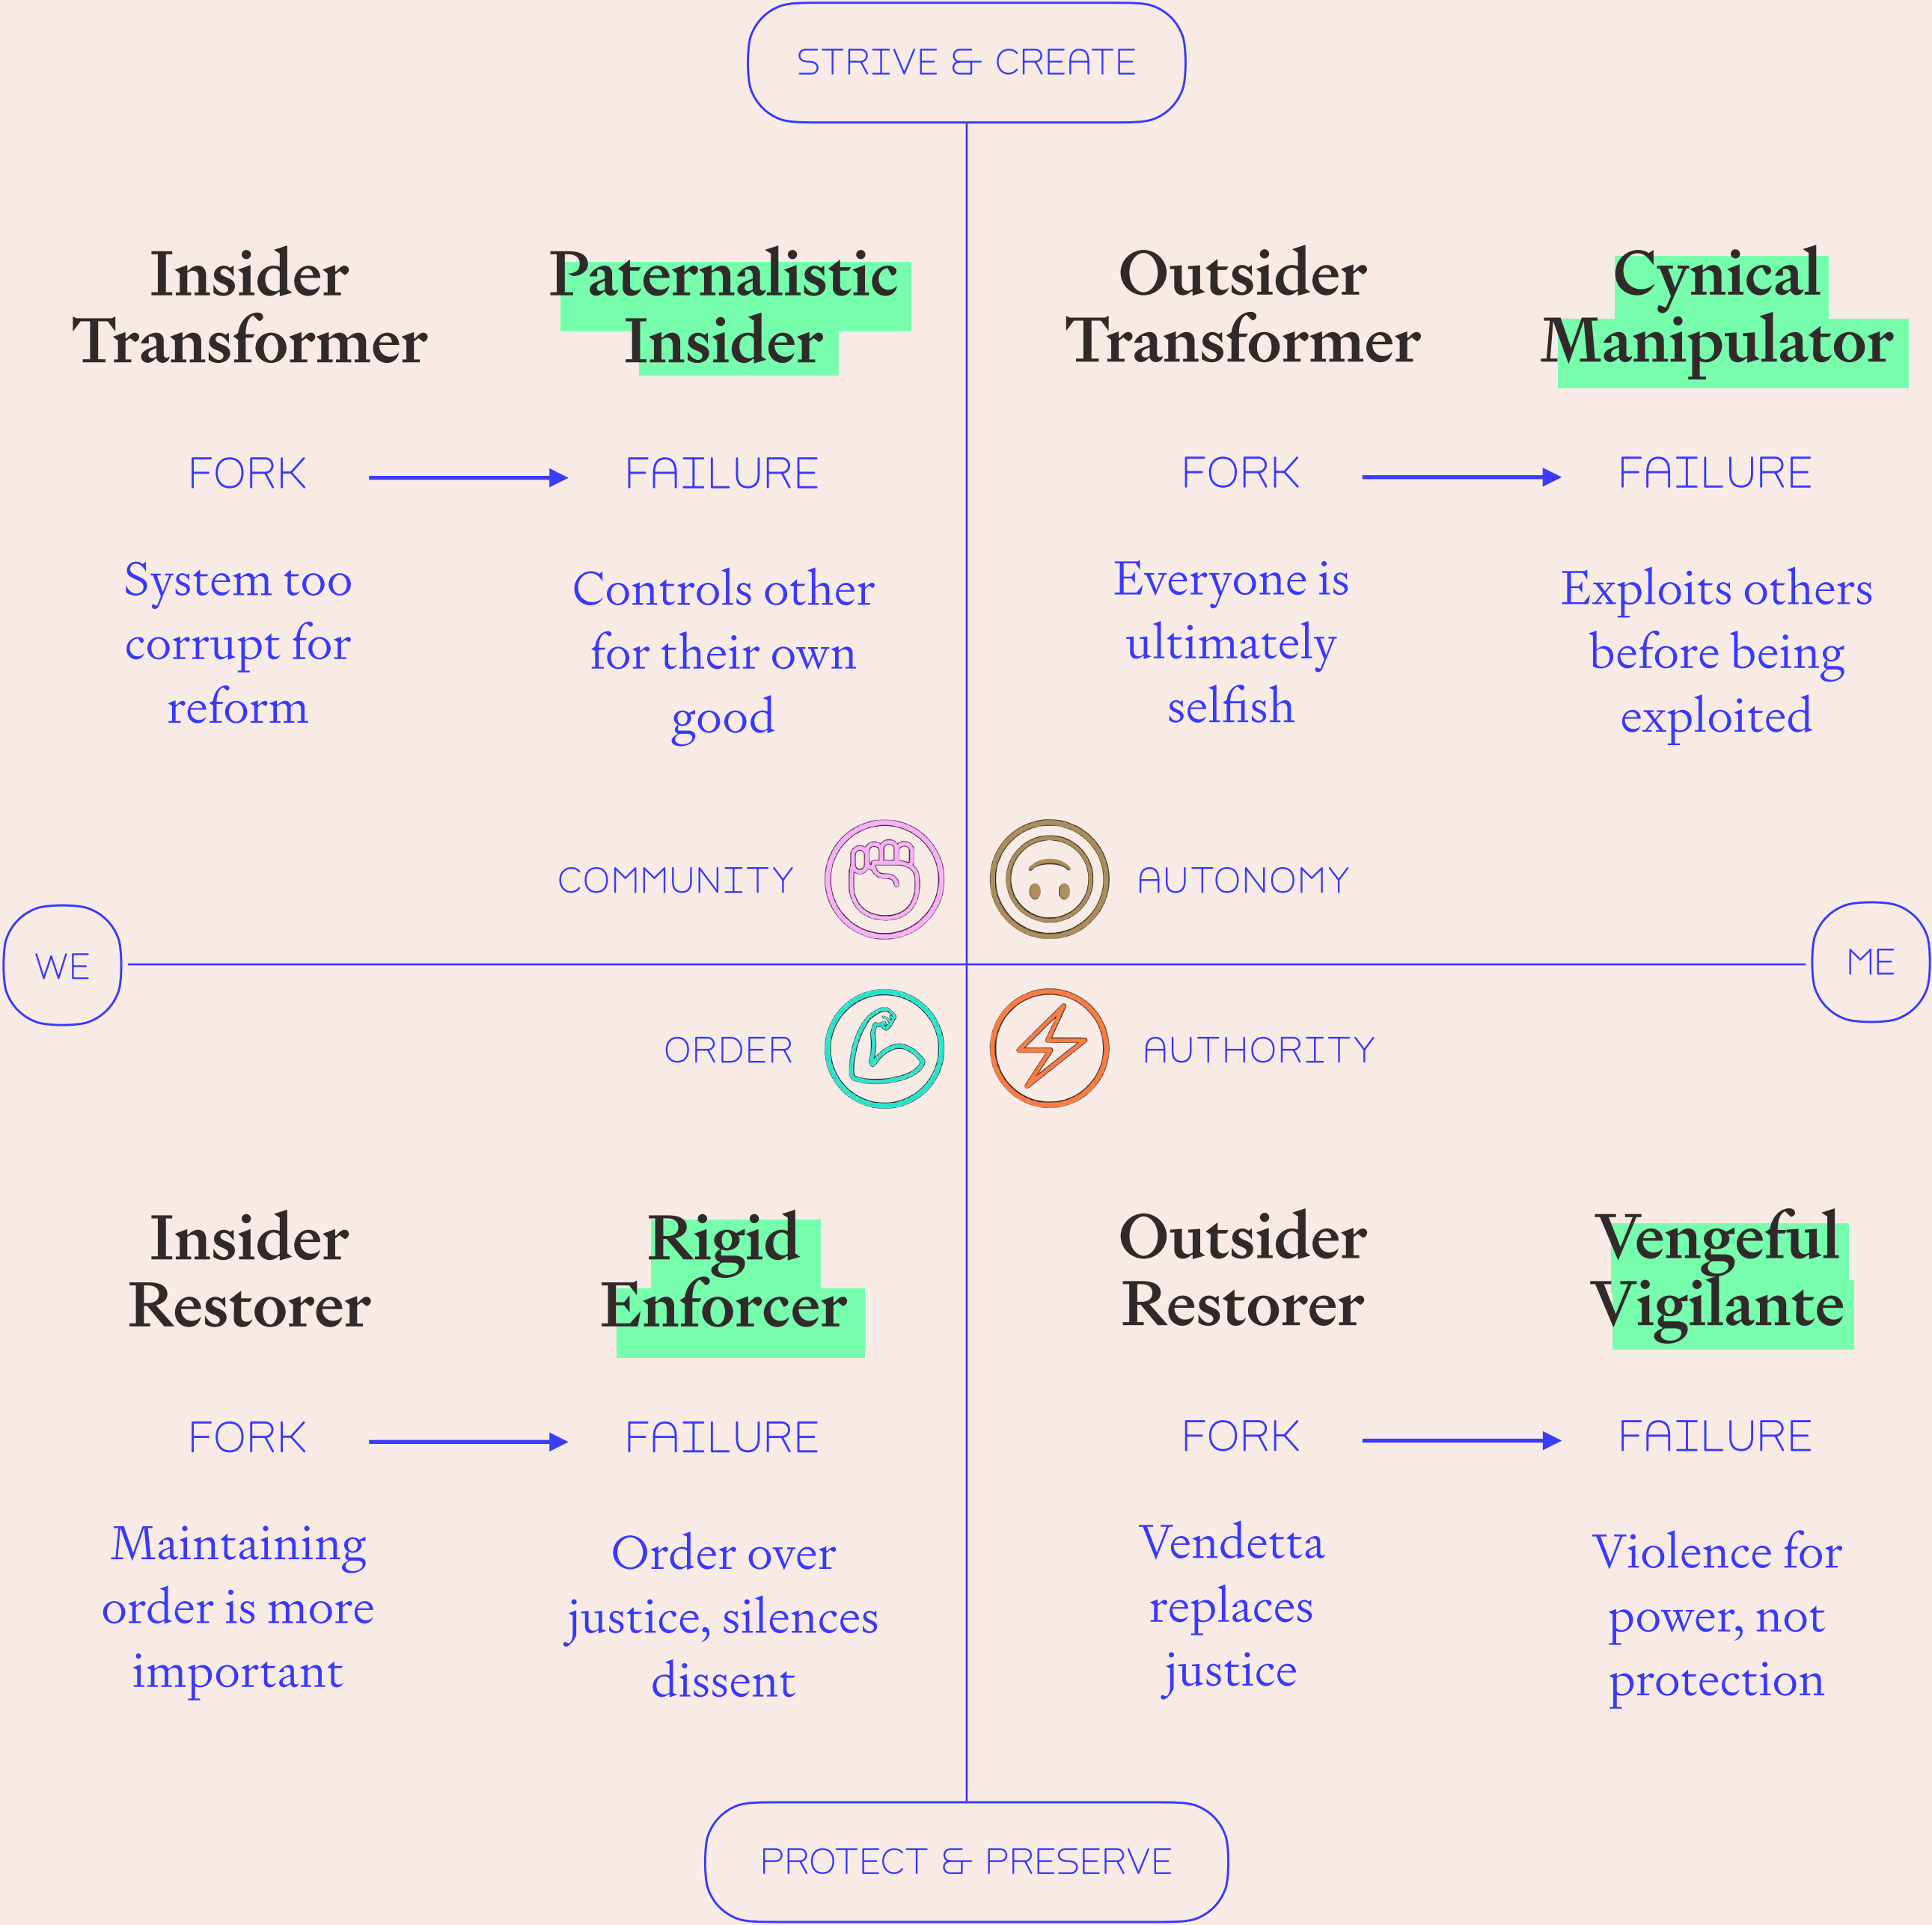 STRIVE & CREATE
Insider
Transformer
FORK
System too
corrupt for
reform
Paternalistic
Insider
FAILURE
Controls other
for their own
good
Outsider
Transformer
FORK
Everyone is
ultimately
selfish
Cynical
Manipulator
FAILURE
Exploits others
before being
exploited
COMMUNITY
AUTONOMY
WE
ME
ORDER
AUTHORITY
Insider
Restorer
FORK
Maintaining
order is more
important
Rigid
Enforcer
FAILURE
Order over
justice, silences
dissent
Outsider
Restorer
FORK
Vendetta
replaces
justice
Vengeful
Vigilante
FAILURE
Violence for
power, not
protection
PROTECT & PRESERVE